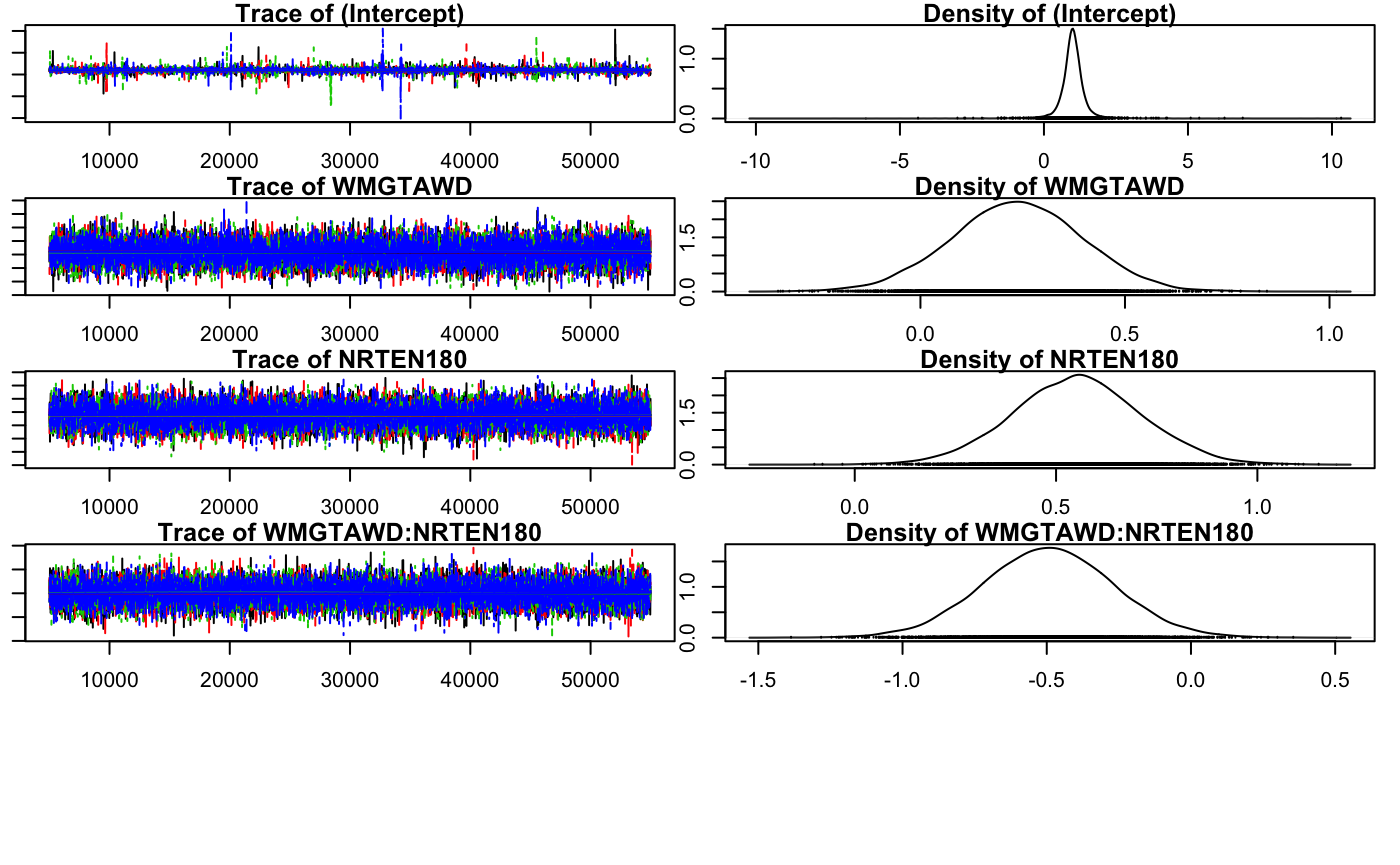 Trace of (Intercept) Density of (Intercept)
0.0 1.0
10000 20000 30000 40000 50000 -10 -5 0 5 10
Trace of WMGTAWD Density of WMGTAWD
0.0 1.5
10000 20000 30000 40000 50000 0.0 0.5 1.0
Trace of NRTEN180 Density of NRTEN180
0.0 1.5
10000 20000 30000 40000 50000 0.0 0.5 1.0
Trace of WMGTAWD:NRTEN180 Density of WMGTAWD:NRTEN180
0.0 1.0
10000 20000 30000 40000 50000 -1.5 -1.0 -0.5 0.0 0.5